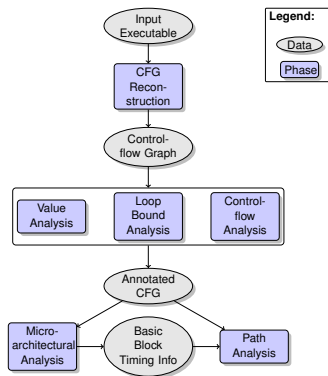 Input
Executable
Legend:
Data
Phase
CFG
Recon-
struction
Control-
flow Graph
Value
Analysis
Loop
Bound
Analysis
Control-
flow
Analysis
Annotated
CFG
Micro-
architectural
Analysis
Basic
Block
Timing Info
Path
Analysis